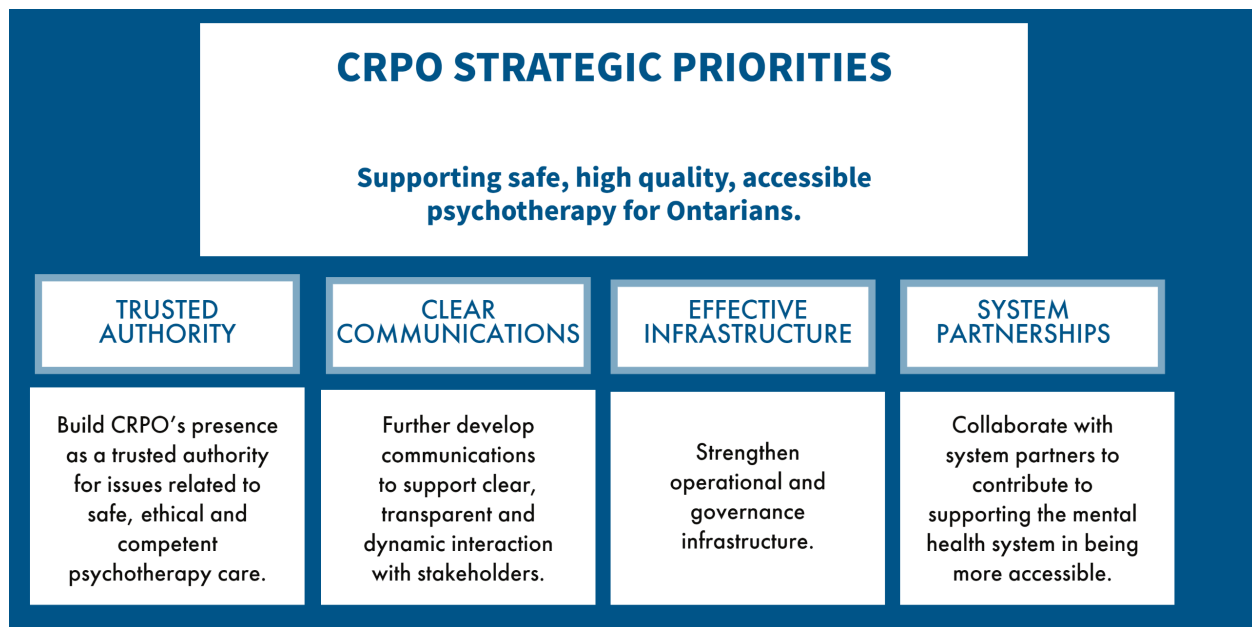 CRPO STRATEGIC PRIORITIES
Supporting safe, high quality, accessible
psychotherapy for Ontarians.
TRUSTED
AUTHORITY
Build CRPO’s presence
as a trusted authority
for issues related to
safe, ethical and
competent
psychotherapy care.
CLEAR
COMMUNICATIONS
Further develop
communications
to support clear,
transparent and
dynamic interaction
with stakeholders.
EFFECTIVE
INFRASTRUCTURE
Strengthen
operational and
governance
infrastructure.
SYSTEM
PARTNERSHIPS
Collaborate with
system partners to
contribute to
supporting the mental
health system in being
more accessible.